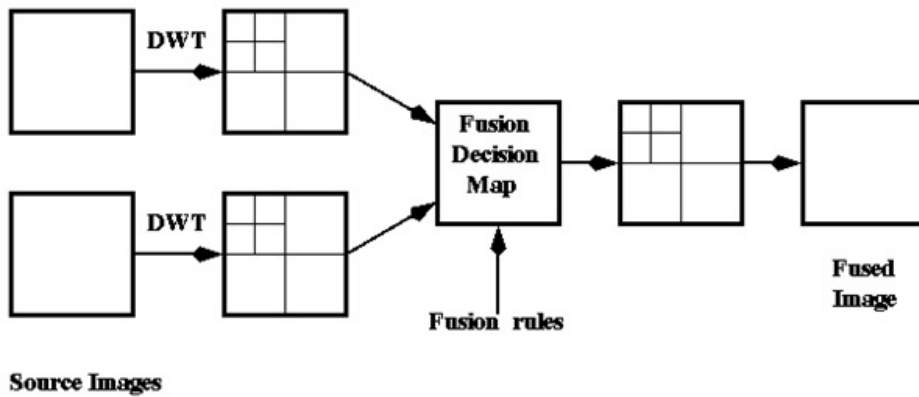 DWT
Fusion
Decision
Map
DWT
Fused
Image
Fusion rules
Source Images